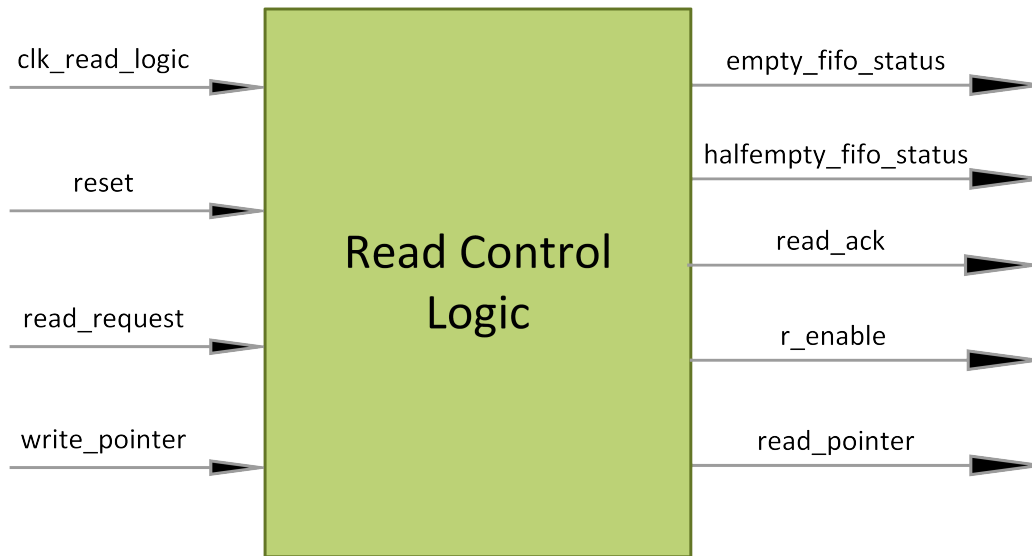 clk_read_logic
reset
read_request
write_pointer
Read Control
Logic
empty_fifo_status
halfempty_fifo_status
read_ack
r_enable
read_pointer